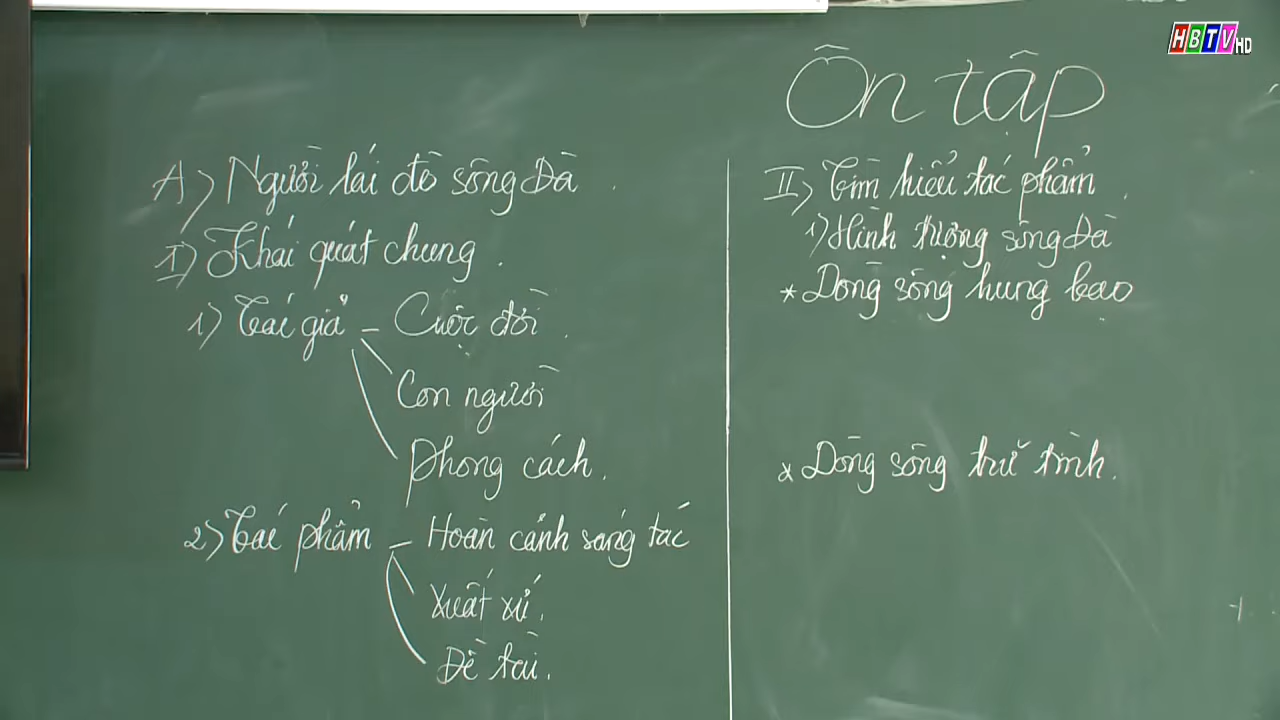 HBTV HD
Ôn tập
A) Người lái đò sông Đà
I) Khái quát chung.
1) Tác giả - Cuộc đời.
Con người
Phong cách.
2) Tác phẩm - Hoàn cảnh sáng tác
Xuất xứ.
Đề tài.
II) Tìm hiểu tác phẩm.
1) Hình tượng sông Đà
* Dòng sông hung bạo
* Dòng sông trữ tình.